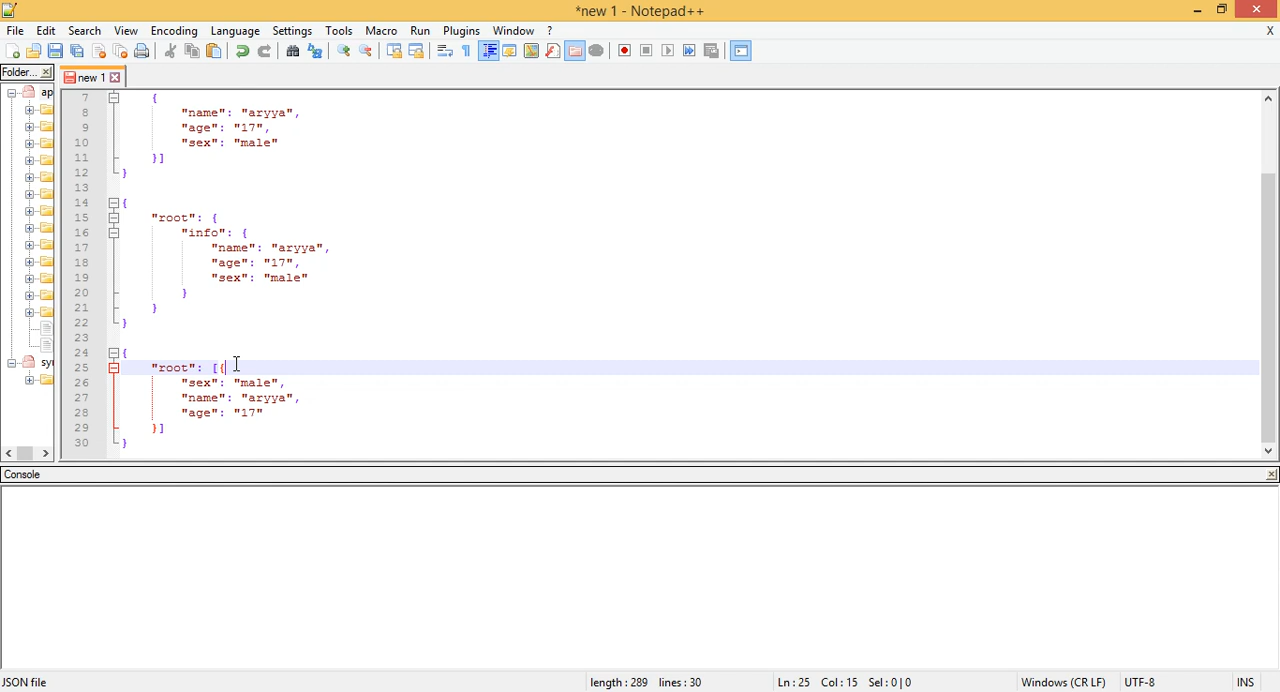 *new 1 - Notepad++
File Edit Search View Encoding Language Settings Tools Macro Run Plugins Window ? X
Folder...
new 1
ap
sy
7 {
8 "name": "aryya",
9 "age": "17",
10 "sex": "male"
11 }]
12 }
13
14 {
15 "root": {
16 "info": {
17 "name": "aryya",
18 "age": "17",
19 "sex": "male"
20 }
21 }
22 }
23
24 {
25 "root": [{
26 "sex": "male",
27 "name": "aryya",
28 "age": "17"
29 }]
30 }
Console
JSON file length : 289 lines : 30 Ln : 25 Col : 15 Sel : 0 | 0 Windows (CR LF) UTF-8 INS